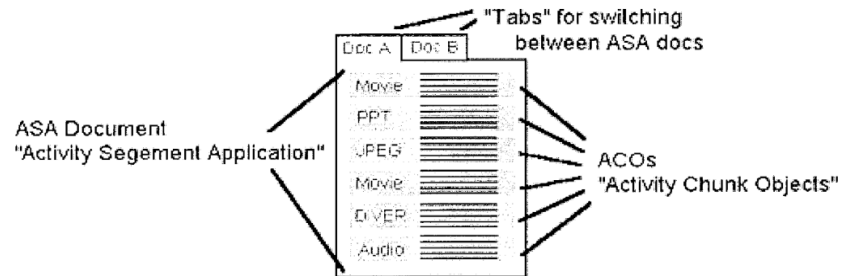 "Tabs" for switching
between ASA docs
Doc A
Doc B
Movie
PPT
JPEG
Movie
DIVER
Audio
ASA Document
"Activity Segement Application"
ACOs
"Activity Chunk Objects"